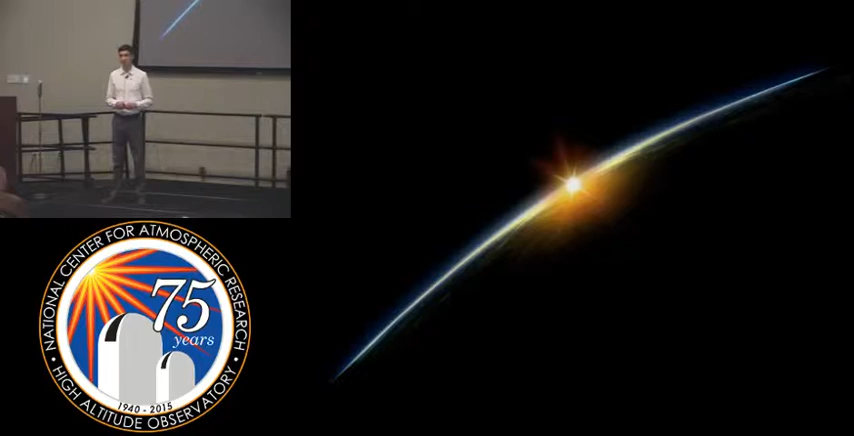 NATIONAL CENTER FOR ATMOSPHERIC RESEARCH
75
years
1940 - 2015
HIGH ALTITUDE OBSERVATORY